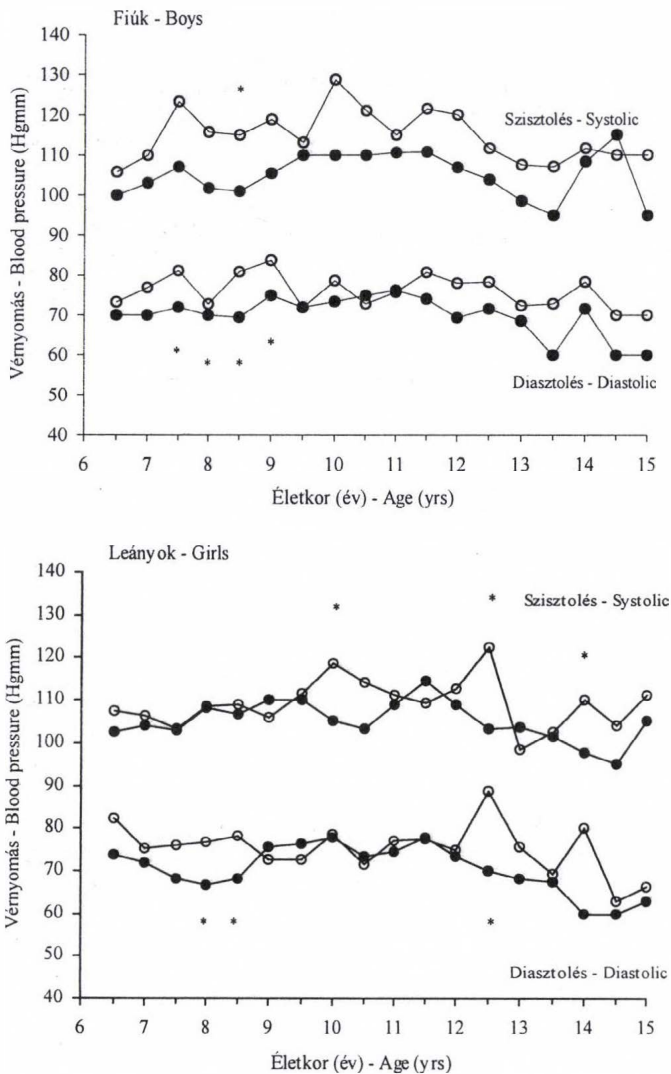 Fiúk - Boys
140
130
120
110
100
90
80
70
60
50
40
Vérnyomás - Blood pressure (Hgmm)
*
Szisztolés - Systolic
* * * *
Diasztolés - Diastolic
6 7 8 9 10 11 12 13 14 15
Életkor (év) - Age (yrs)
Leányok - Girls
140
130
120
110
100
90
80
70
60
50
40
Vérnyomás - Blood pressure (Hgmm)
* * *
Szisztolés - Systolic
* * *
Diasztolés - Diastolic
6 7 8 9 10 11 12 13 14 15
Életkor (év) - Age (yrs)